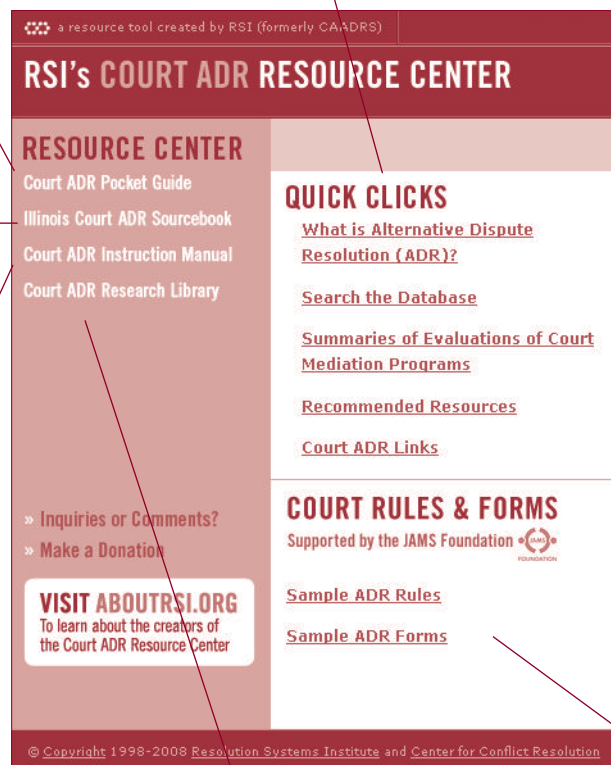 a resource tool created by RSI (formerly CAADRS)
RSI's COURT ADR RESOURCE CENTER
RESOURCE CENTER
Court ADR Pocket Guide
Illinois Court ADR Sourcebook
Court ADR Instruction Manual
Court ADR Research Library
» Inquiries or Comments?
» Make a Donation
VISIT ABOUTRSI.ORG
To learn about the creators of
the Court ADR Resource Center
QUICK CLICKS
What is Alternative Dispute
Resolution (ADR)?
Search the Database
Summaries of Evaluations of Court
Mediation Programs
Recommended Resources
Court ADR Links
COURT RULES & FORMS
Supported by the JAMS Foundation
JAMS
FOUNDATION
Sample ADR Rules
Sample ADR Forms
© Copyright 1998-2008 Resolution Systems Institute and Center for Conflict Resolution